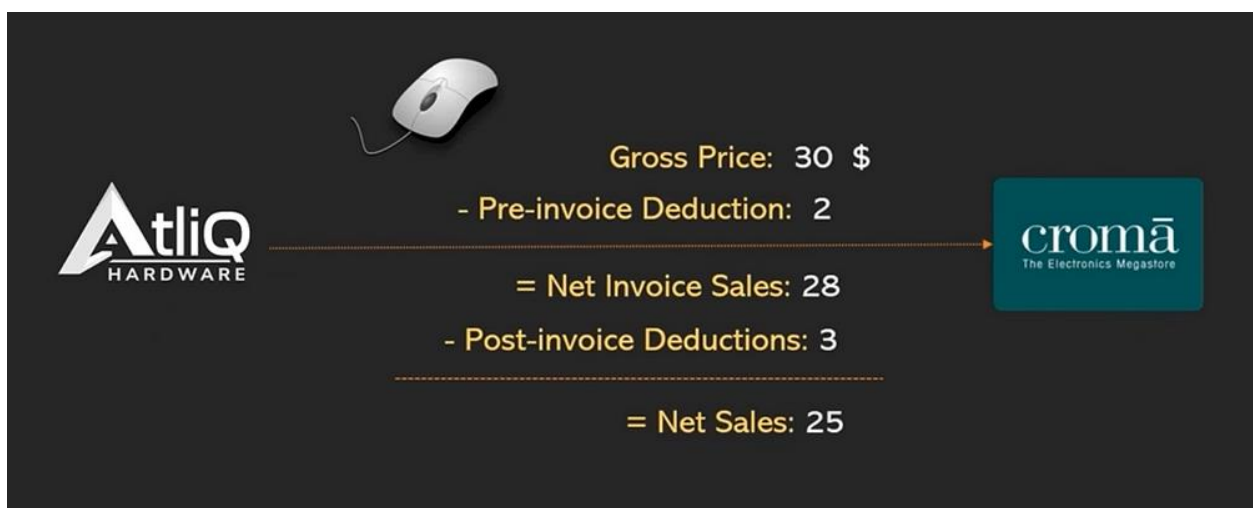 Gross Price: 30 $
- Pre-invoice Deduction: 2
AtliQ
HARDWARE
cromā
The Electronics Megastore
= Net Invoice Sales: 28
- Post-invoice Deductions: 3
= Net Sales: 25